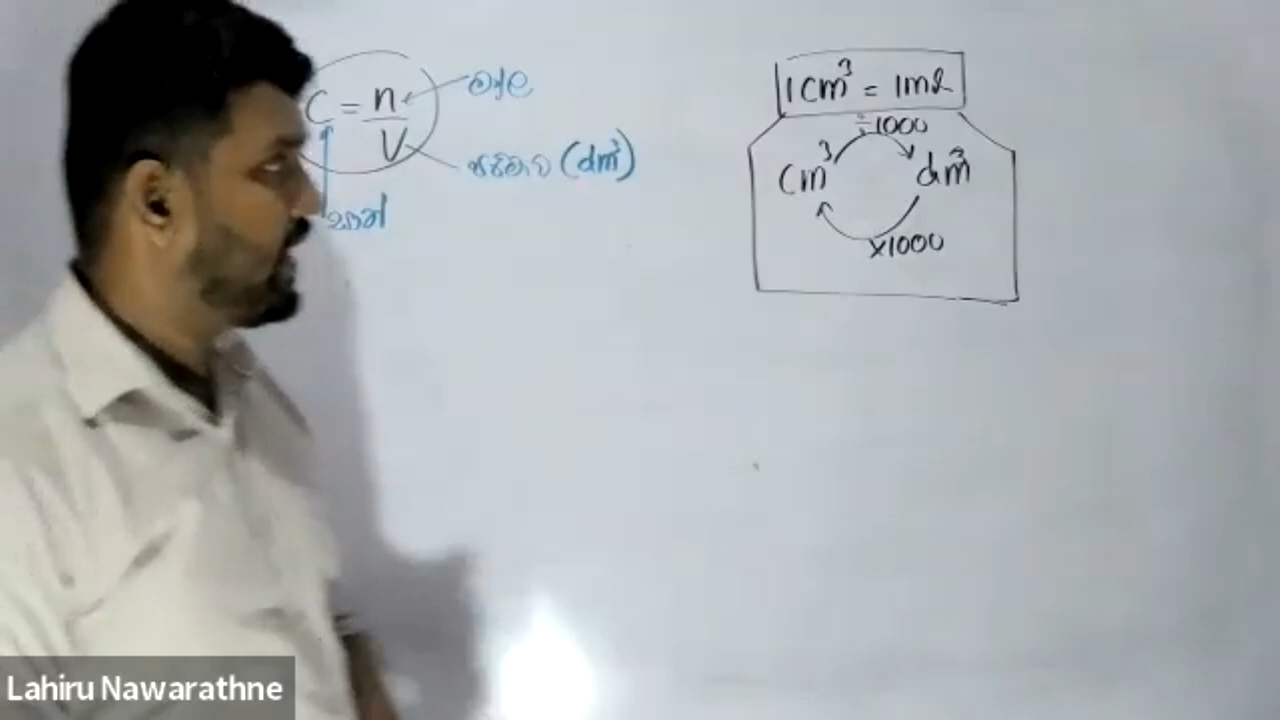 C = n/V
මවුල
පරිමාව (dm³)
සාන්
1cm³ = 1ml
÷1000
cm³ dm³
×1000
Lahiru Nawarathne